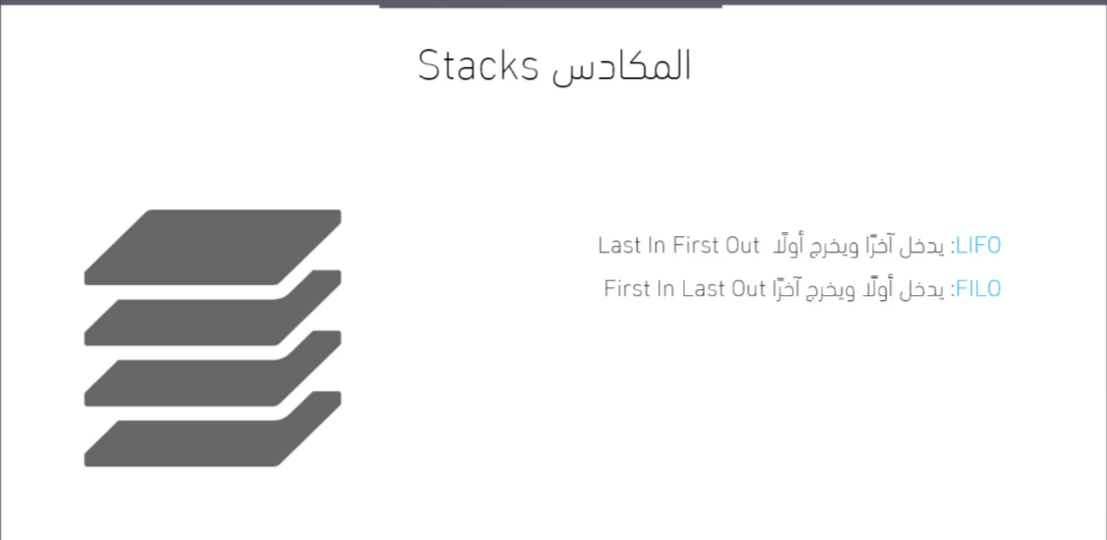 المكادس Stacks
LIFO: يدخل آخرًا ويخرج أولًا Last In First Out
FILO: يدخل أولًا ويخرج آخرًا First In Last Out